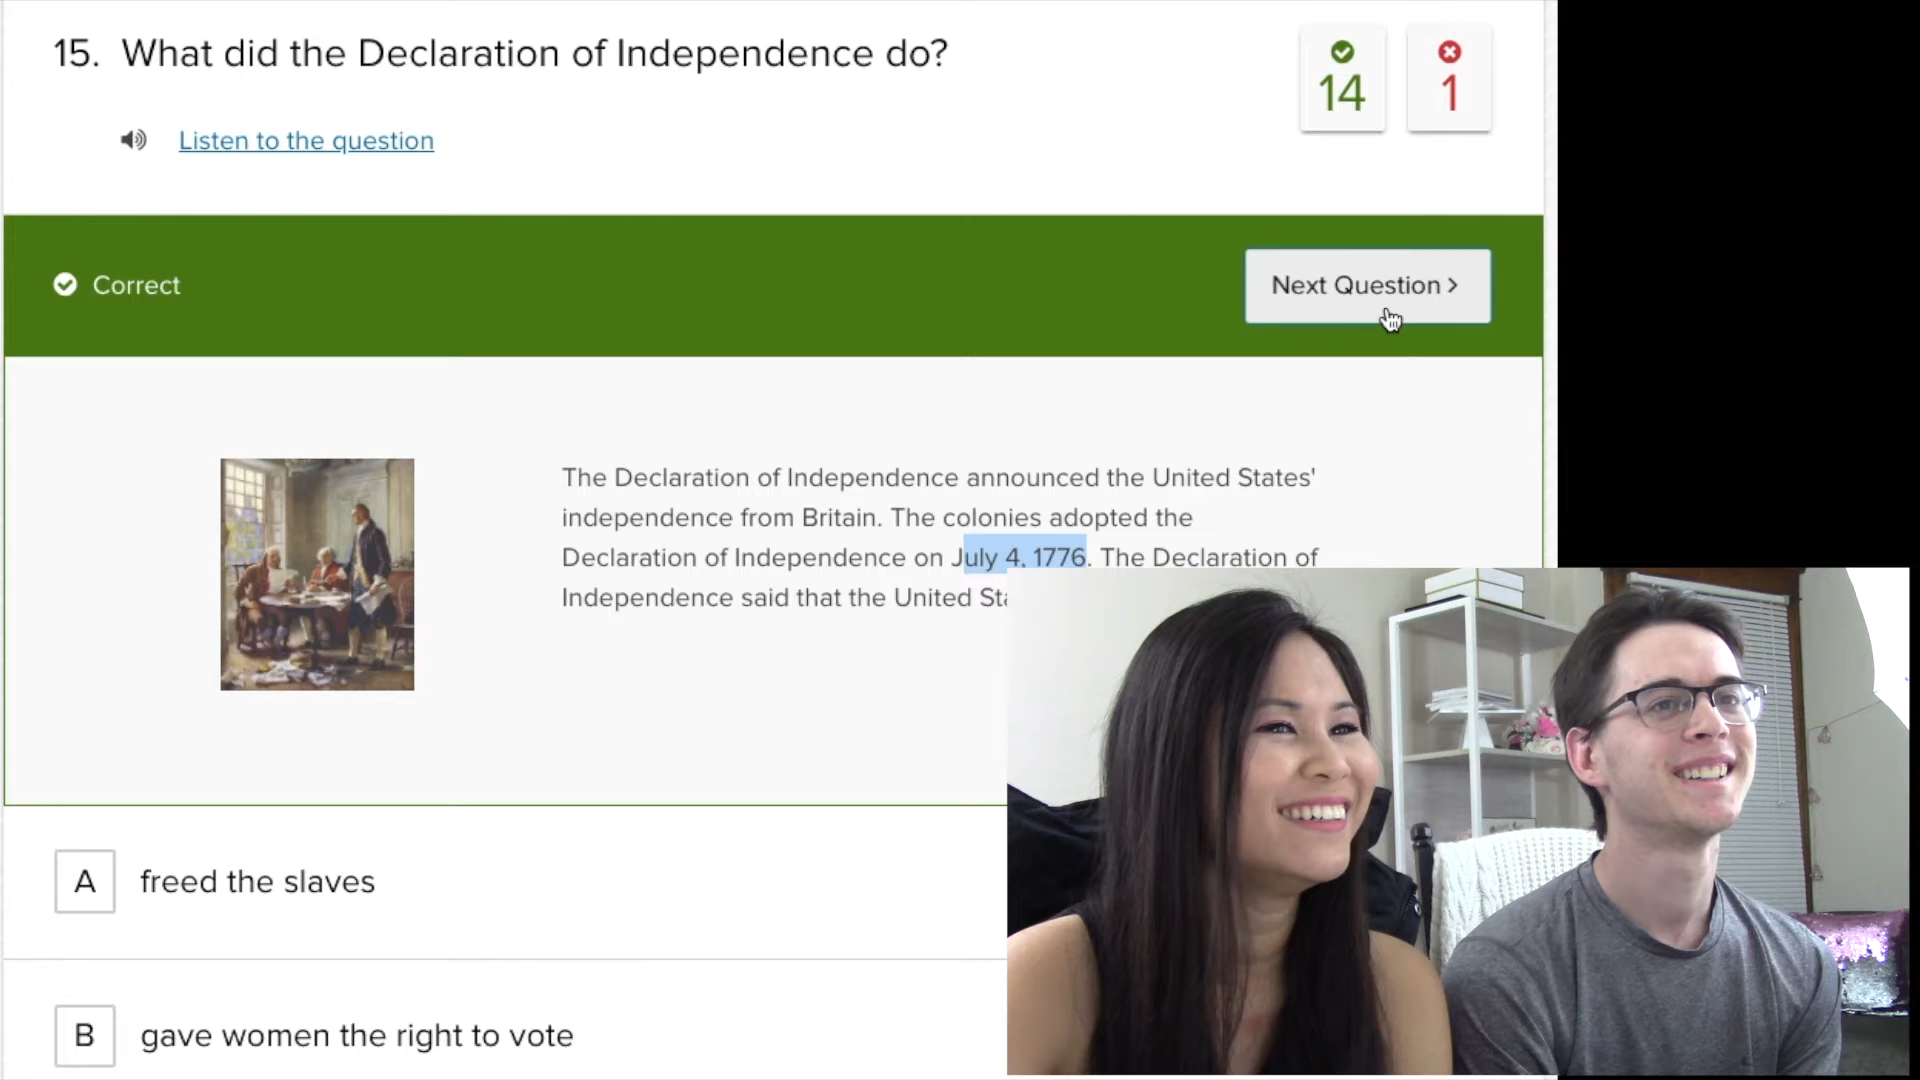 15. What did the Declaration of Independence do?
14
1
Listen to the question
Correct
Next Question >
The Declaration of Independence announced the United States'
independence from Britain. The colonies adopted the
Declaration of Independence on July 4, 1776. The Declaration of
Independence said that the United
A freed the slaves
B gave women the right to vote